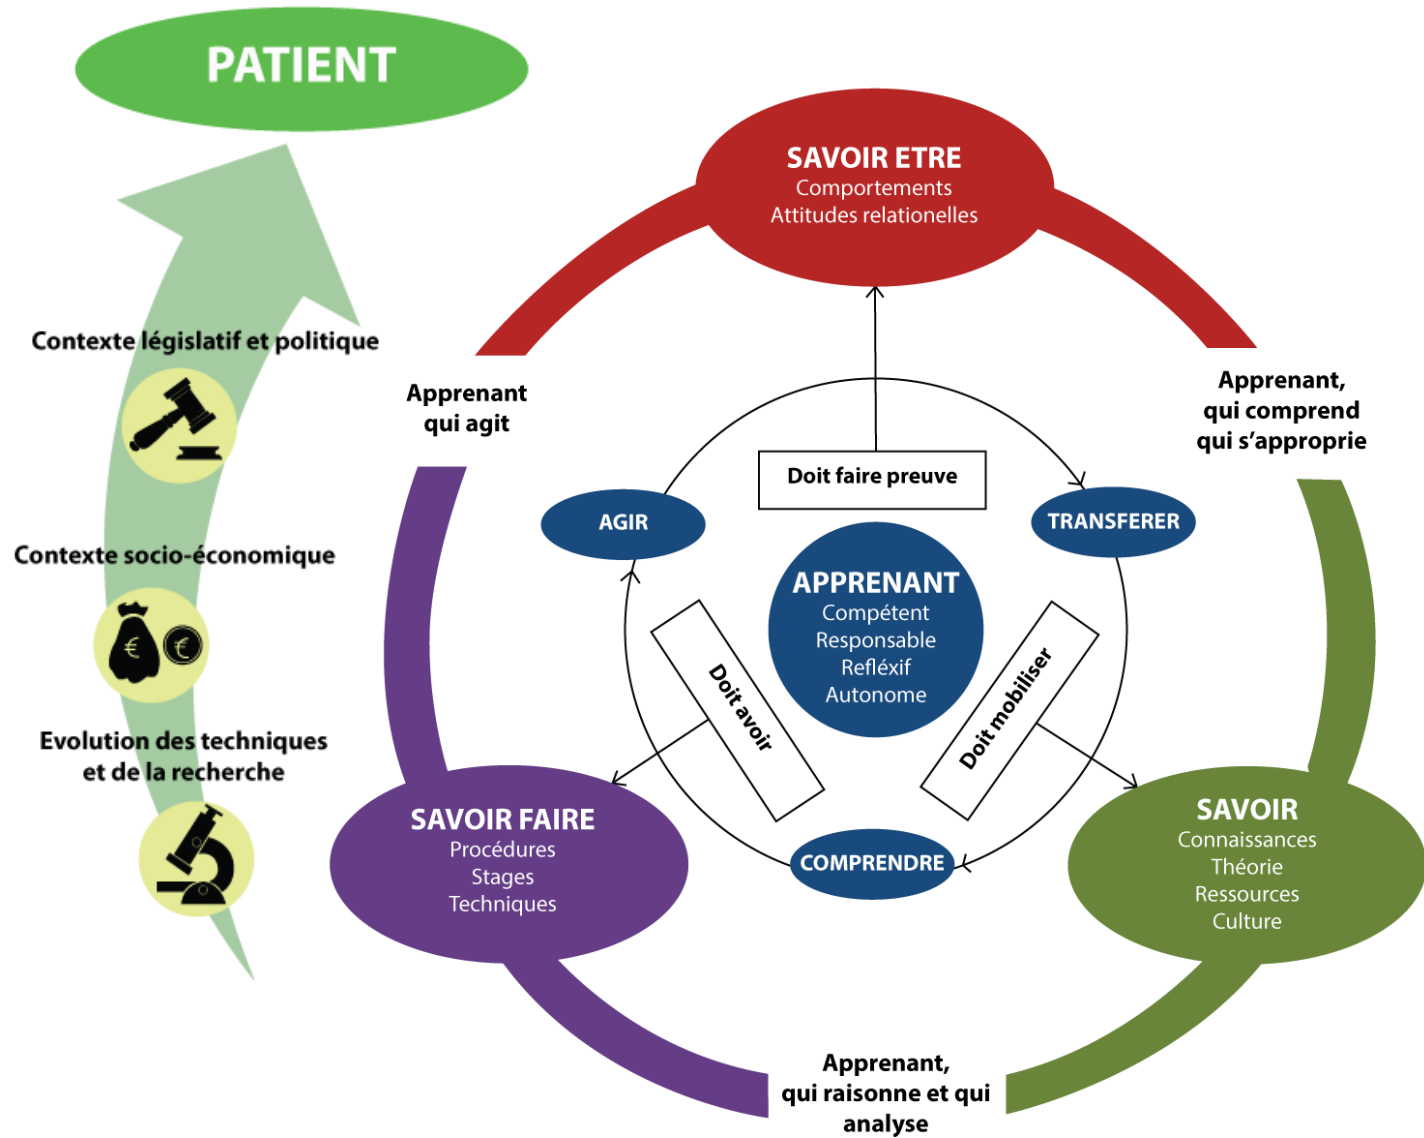 PATIENT
SAVOIR ETRE
Comportements
Attitudes relationelles
Contexte législatif et politique
Apprenant
qui agit
Apprenant,
qui comprend
qui s’approprie
Doit faire preuve
AGIR
TRANSFERER
Contexte socio-économique
€
€
APPRENANT
Compétent
Responsable
Refléxif
Autonome
Doit avoir
Doit mobiliser
Evolution des techniques
et de la recherche
SAVOIR FAIRE
Procédures
Stages
Techniques
COMPRENDRE
SAVOIR
Connaissances
Théorie
Ressources
Culture
Apprenant,
qui raisonne et qui
analyse